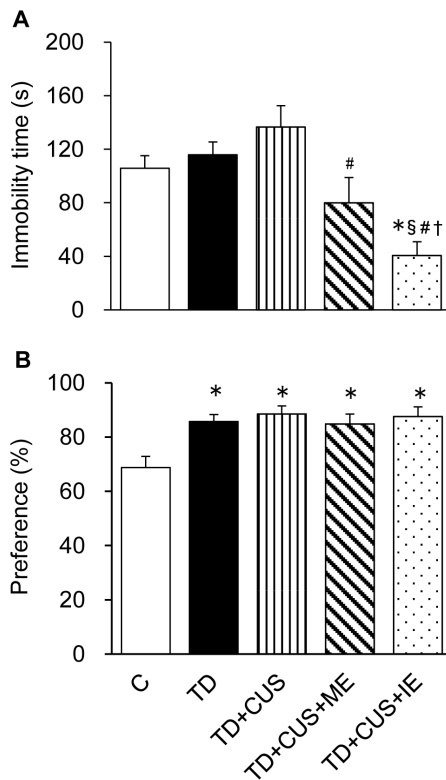 A
200
160
120
80
40
0
Immobility time (s)
#
*§#†
B
100
80
60
40
20
0
Preference (%)
* * * *
C
TD
TD+CUS
TD+CUS+ME
TD+CUS+IE